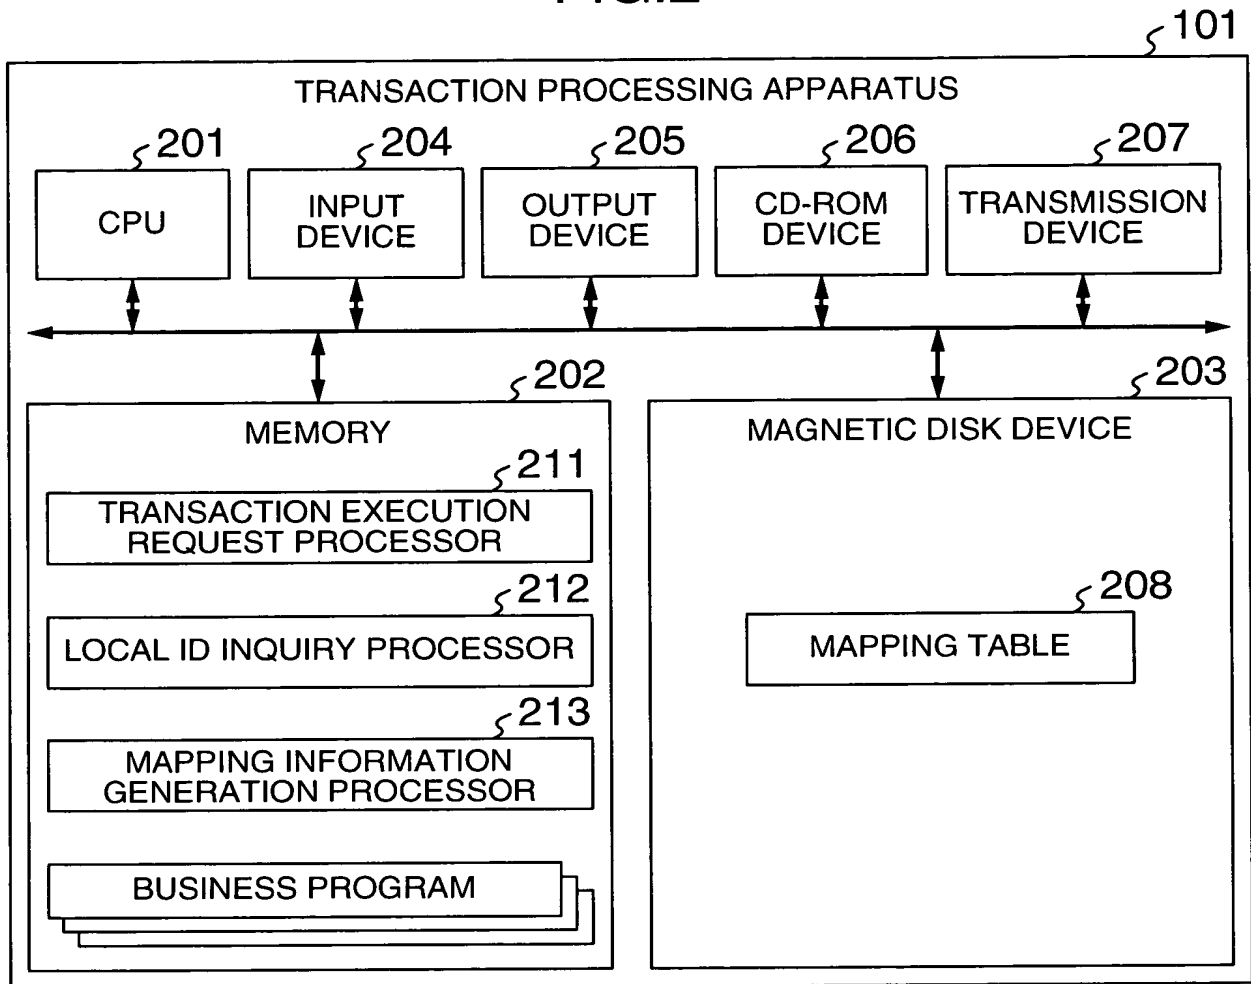 101
TRANSACTION PROCESSING APPARATUS
201
204
205
206
207
CPU
INPUT
DEVICE
OUTPUT
DEVICE
CD-ROM
DEVICE
TRANSMISSION
DEVICE
202
203
MEMORY
MAGNETIC DISK DEVICE
211
TRANSACTION EXECUTION
REQUEST PROCESSOR
212
LOCAL ID INQUIRY PROCESSOR
213
MAPPING INFORMATION
GENERATION PROCESSOR
BUSINESS PROGRAM
208
MAPPING TABLE